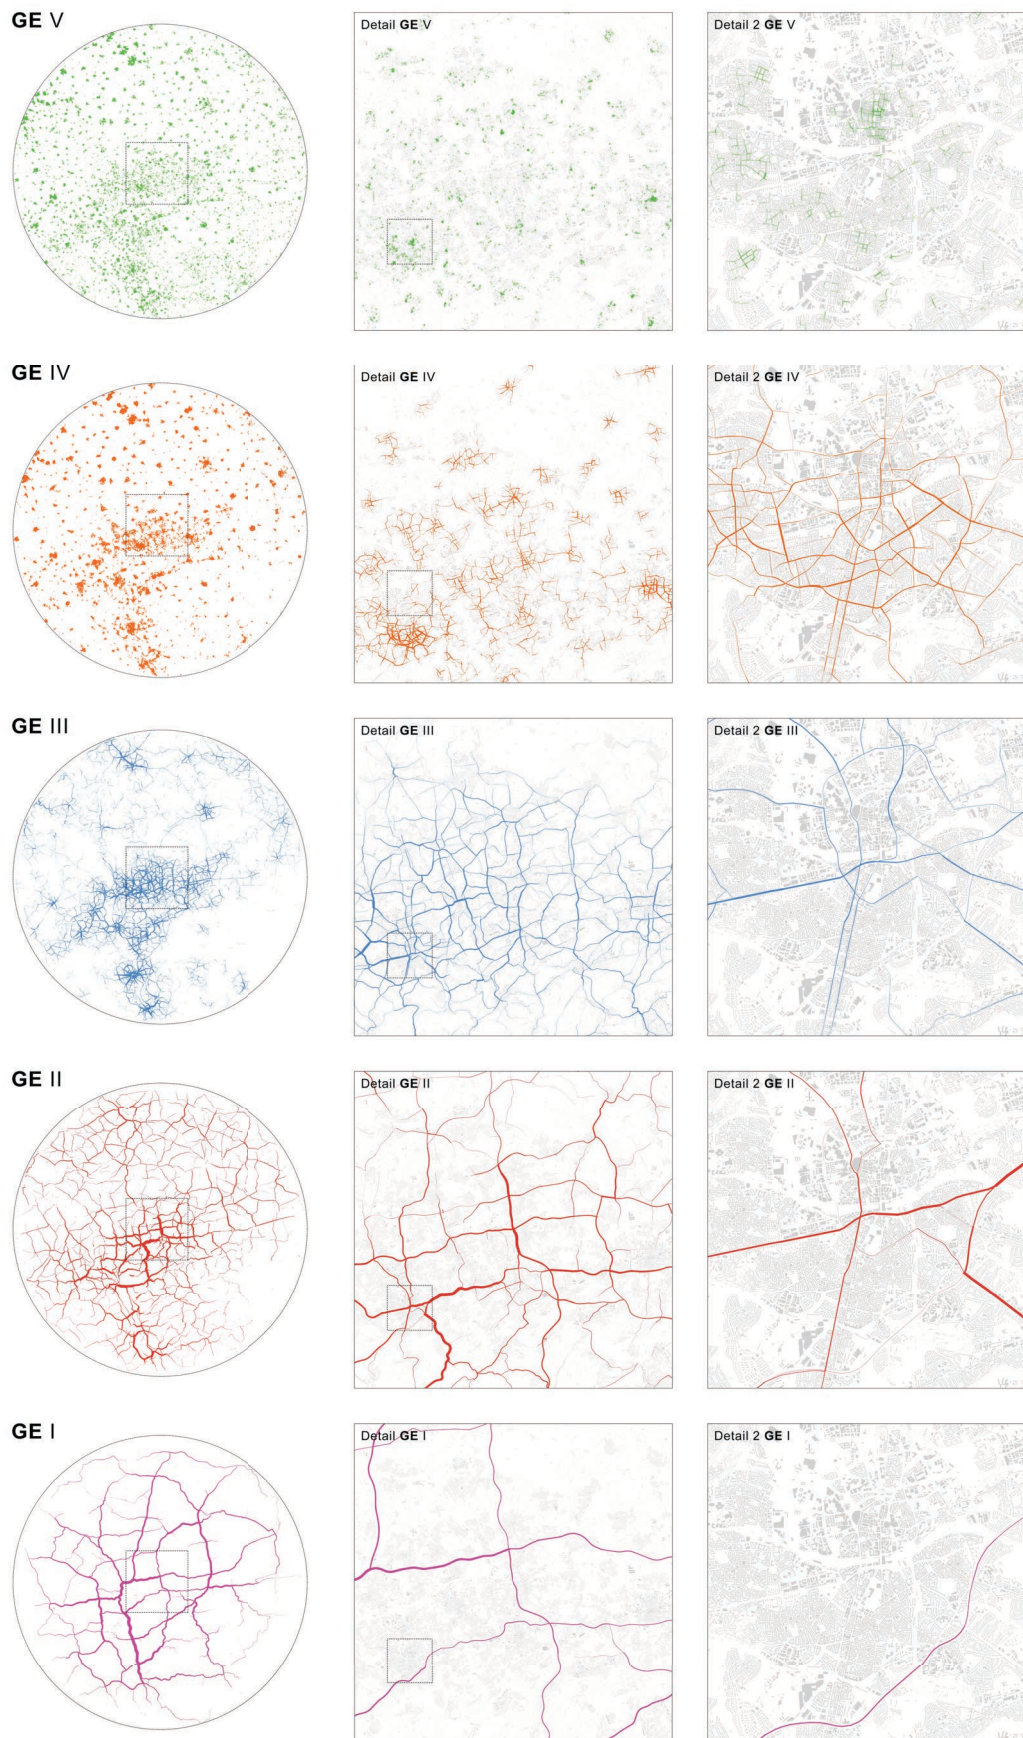 GE V
Detail GE V
Detail 2 GE V
GE IV
Detail GE IV
Detail 2 GE IV
GE III
Detail GE III
Detail 2 GE III
GE II
Detail GE II
Detail 2 GE II
GE I
Detail GE I
Detail 2 GE I